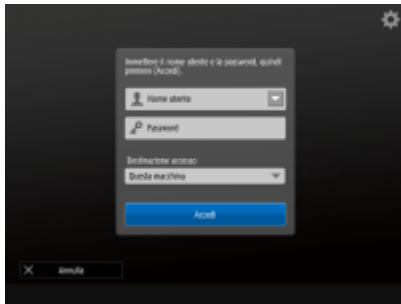 Immettere il nome utente e la password, quindi
premere [Accedi].
Nome utente
Password
Destinazione accesso
Questa macchina
Accedi
Annulla